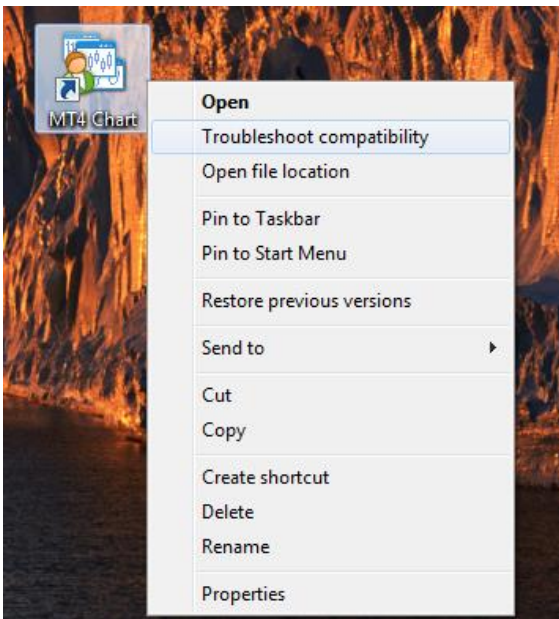 MT4 Chart
Open
Troubleshoot compatibility
Open file location
Pin to Taskbar
Pin to Start Menu
Restore previous versions
Send to
Cut
Copy
Create shortcut
Delete
Rename
Properties